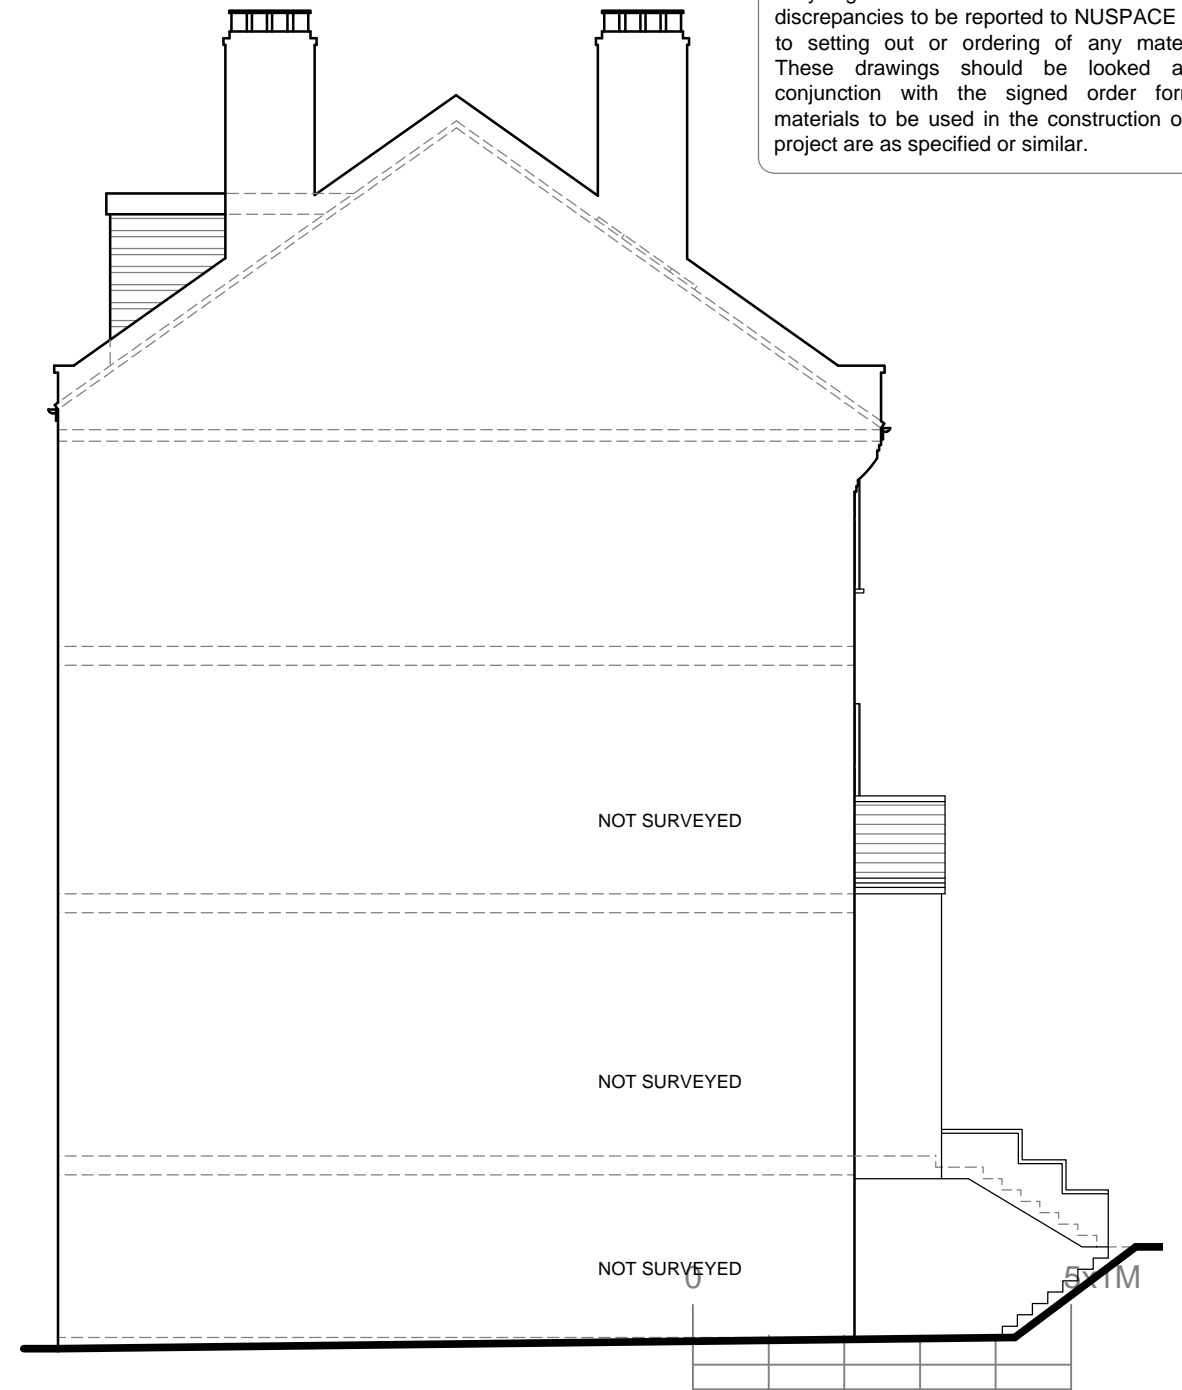 discrepancies to be reported to NUSPACE
to setting out or ordering of any mate
These drawings should be looked a
conjunction with the signed order for
materials to be used in the construction o
project are as specified or similar.
NOT SURVEYED
NOT SURVEYED
NOT SURVEYED
0 5x1M